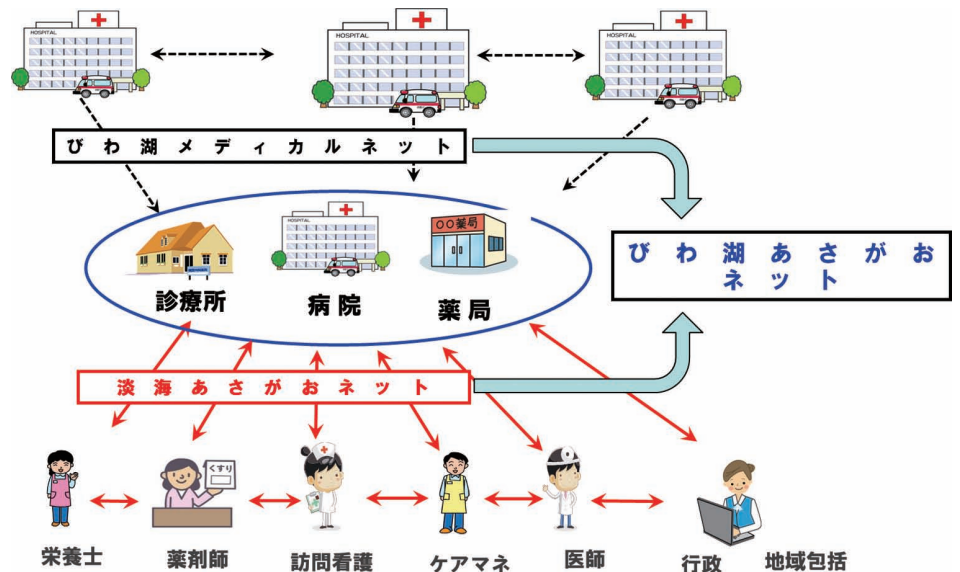 HOSPITAL
HOSPITAL
HOSPITAL
びわ湖メディカルネット
HOSPITAL
〇〇薬局
診療所
病院
薬局
びわ湖あさがお
ネット
淡海あさがおネット
くすり
栄養士
薬剤師
訪問看護
ケアマネ
医師
行政
地域包括